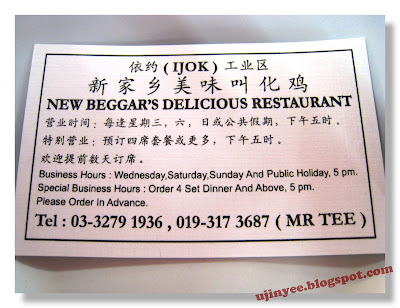 依约 ( IJOK ) 工业区
新家乡美味叫化鸡
NEW BEGGAR'S DELICIOUS RESTAURANT
营业时间：每逢星期三，六，日或公共假期，下午五时。
特别营业：预订四席套餐或更多，下午五时。
欢迎提前数天订席。
Business Hours : Wednesday,Saturday,Sunday And Public Holiday, 5 pm.
Special Business Hours : Order 4 Set Dinner And Above, 5 pm.
Please Order In Advance.
Tel : 03-3279 1936 , 019-317 3687 ( MR TEE )
ujinyee.blogspot.com